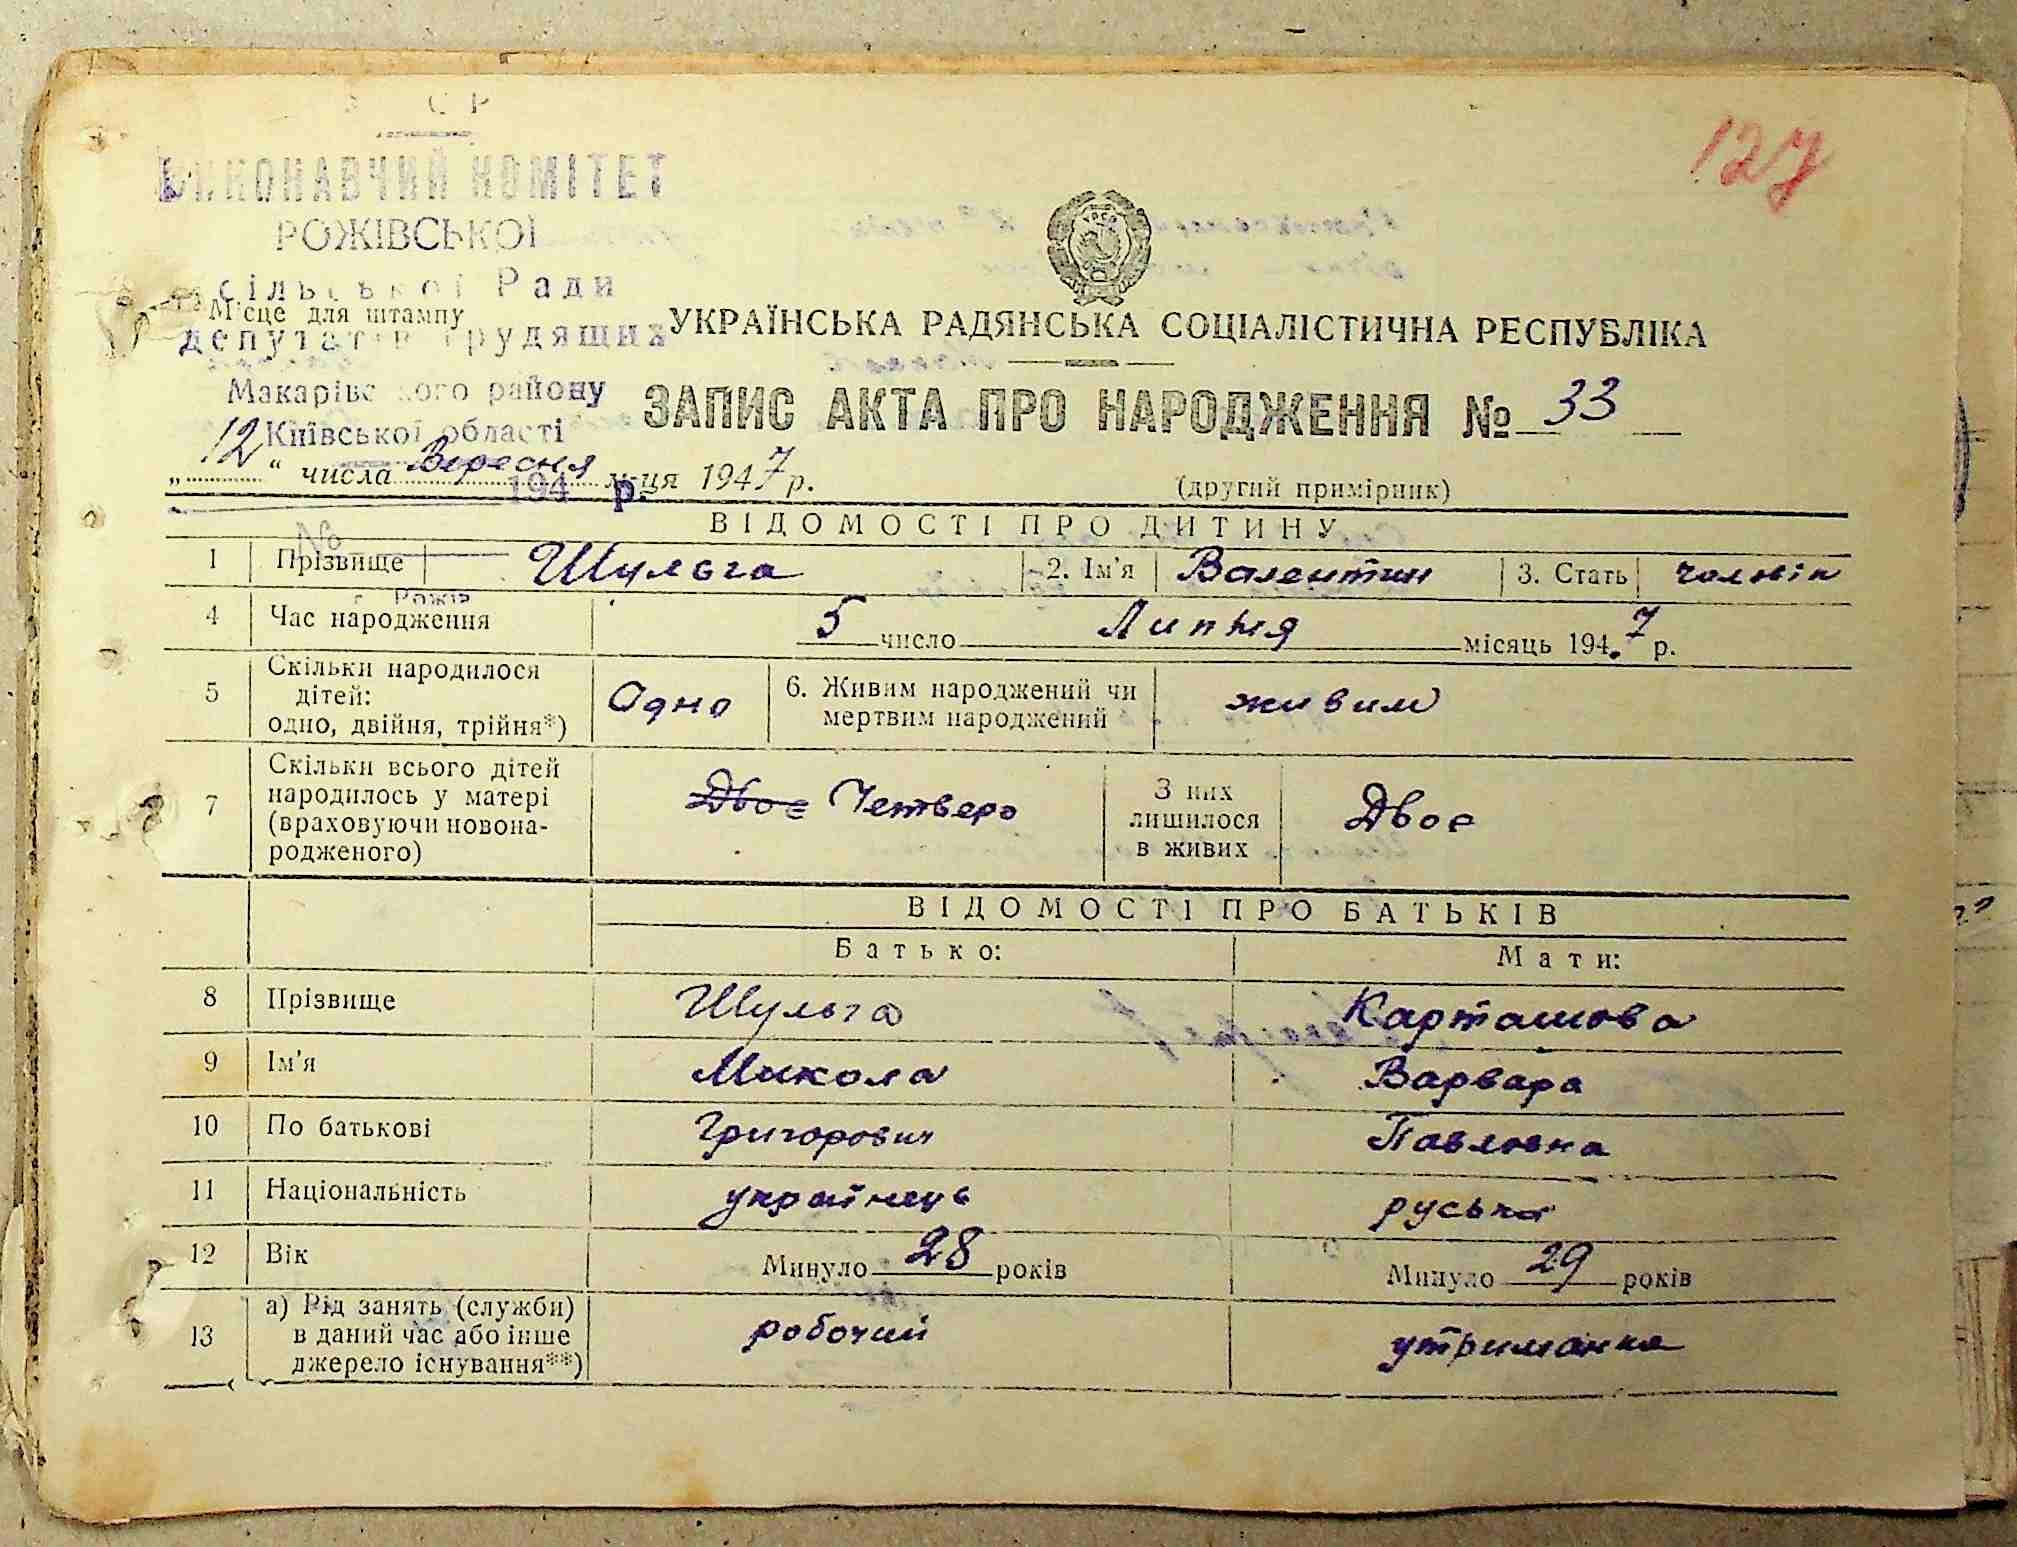 С Р
127
ВИКОНАВЧИЙ КОМІТЕТ
РОЖІВСЬКОЇ
сільської Ради
Місце для штампу
депутатів трудящих
УРСР
УКРАЇНСЬКА РАДЯНСЬКА СОЦІАЛІСТИЧНА РЕСПУБЛІКА
Макарівського району
ЗАПИС АКТА ПРО НАРОДЖЕННЯ № 33
Київської області
„12“ числа Вересня м-ця 1947 р.
194 р.
(другий примірник)
ВІДОМОСТІ ПРО ДИТИНУ
№
1 Прізвище Шульга 2. Ім'я Валентин 3. Стать чоловік
с. Рожів
4 Час народження 5 число Липня місяць 194.7 р.
5 Скільки народилося дітей: одно, двійня, трійня*) Одно 6. Живим народжений чи мертвим народжений живим
7 Скільки всього дітей народилось у матері (враховуючи новонародженого) Двоє Четверо З них лишилося в живих Двоє
ВІДОМОСТІ ПРО БАТЬКІВ
Батько: Мати:
8 Прізвище Шульга Карташова
9 Ім'я Микола Варвара
10 По батькові Григорович Павловна
11 Національність українець руська
12 Вік Минуло 28 років Минуло 29 років
13 а) Рід занять (служби) в даний час або інше джерело існування**) робочий утриманка